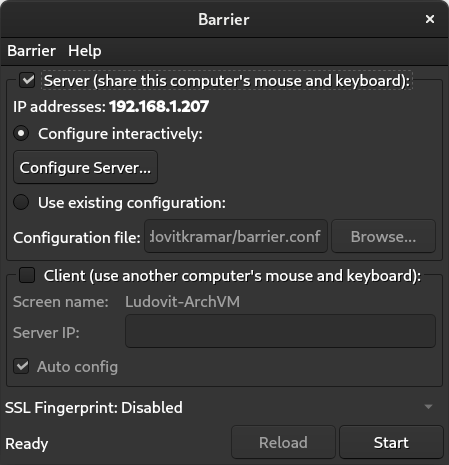 Barrier
Barrier Help
Server (share this computer's mouse and keyboard):
IP addresses: 192.168.1.207
Configure interactively:
Configure Server...
Use existing configuration:
Configuration file: dovitkramar/barrier.conf Browse...
Client (use another computer's mouse and keyboard):
Screen name: Ludovit-ArchVM
Server IP:
Auto config
SSL Fingerprint: Disabled
Ready Reload Start